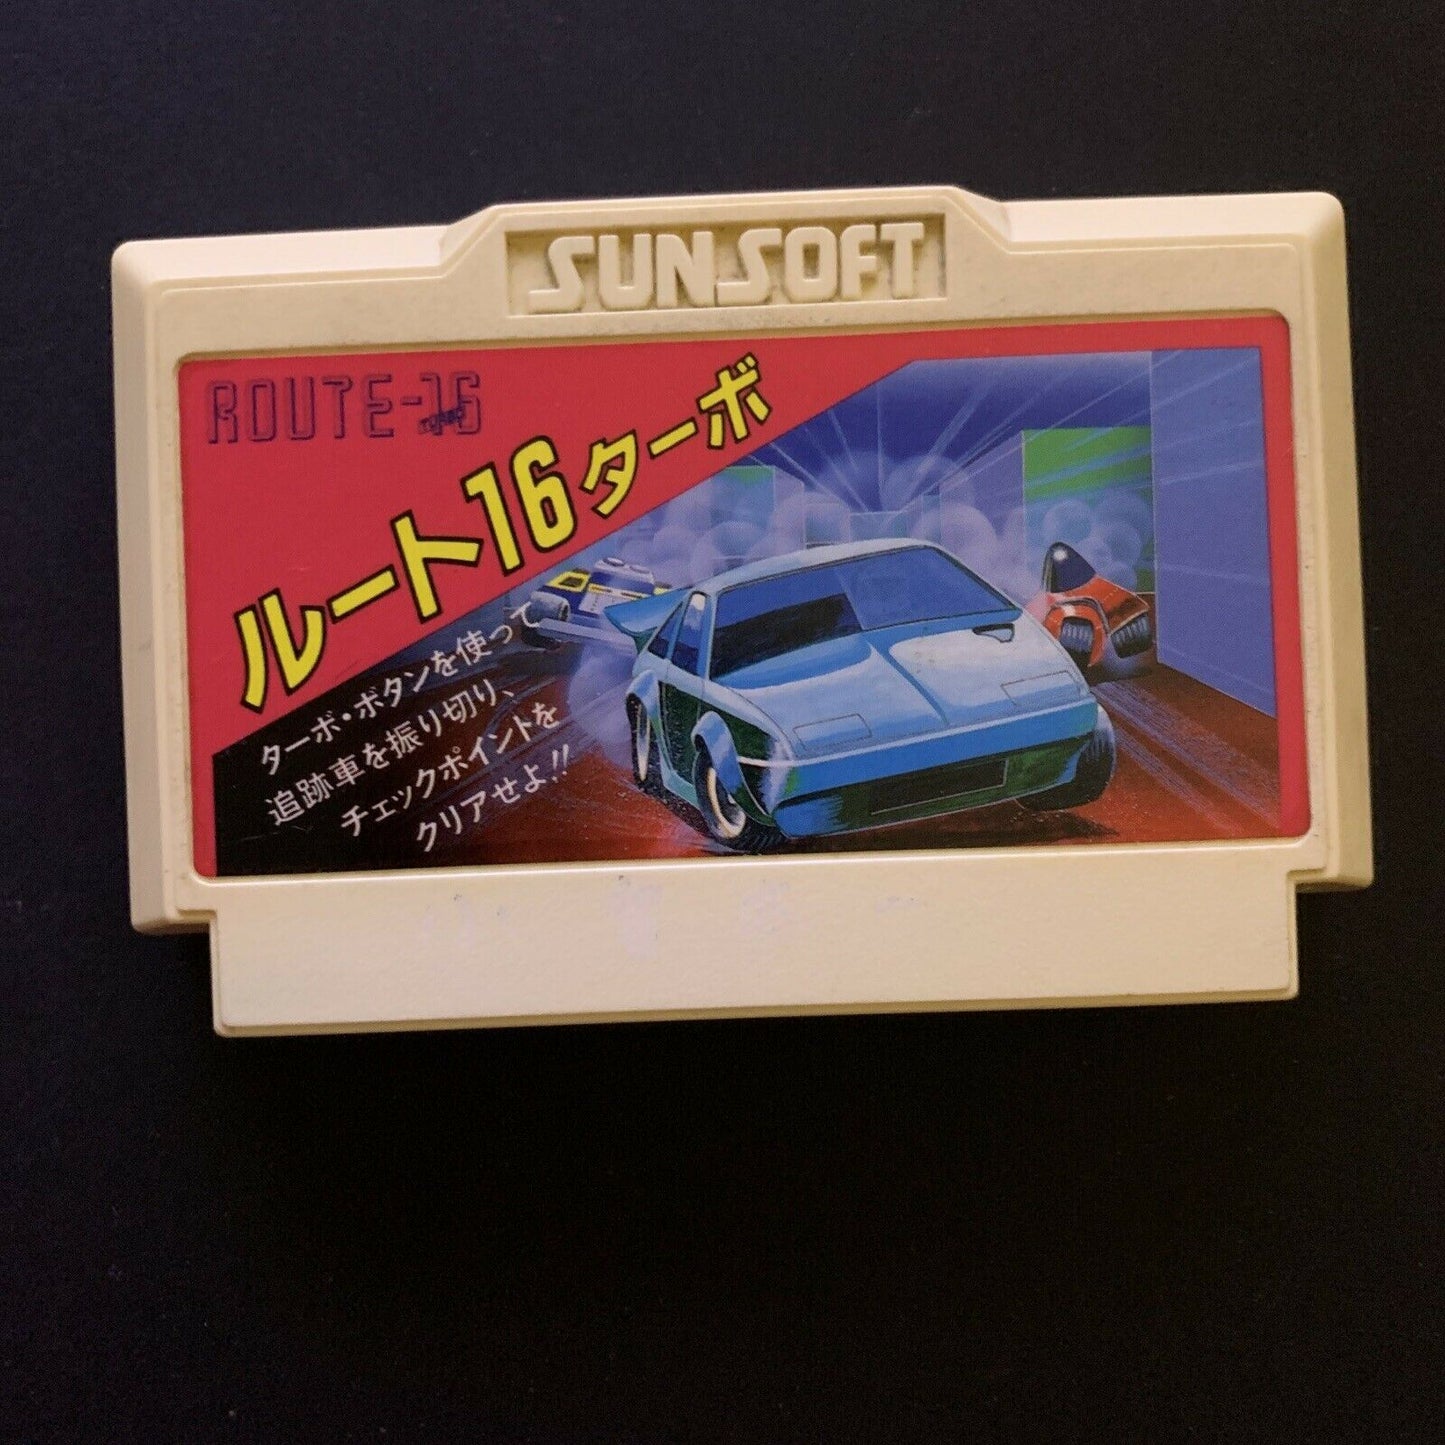 SUNSOFT
ROUTE-16
TURBO
ルート16ターボ
ターボ・ボタンを使って
追跡車を振り切り、
チェックポイントを
クリアせよ!!